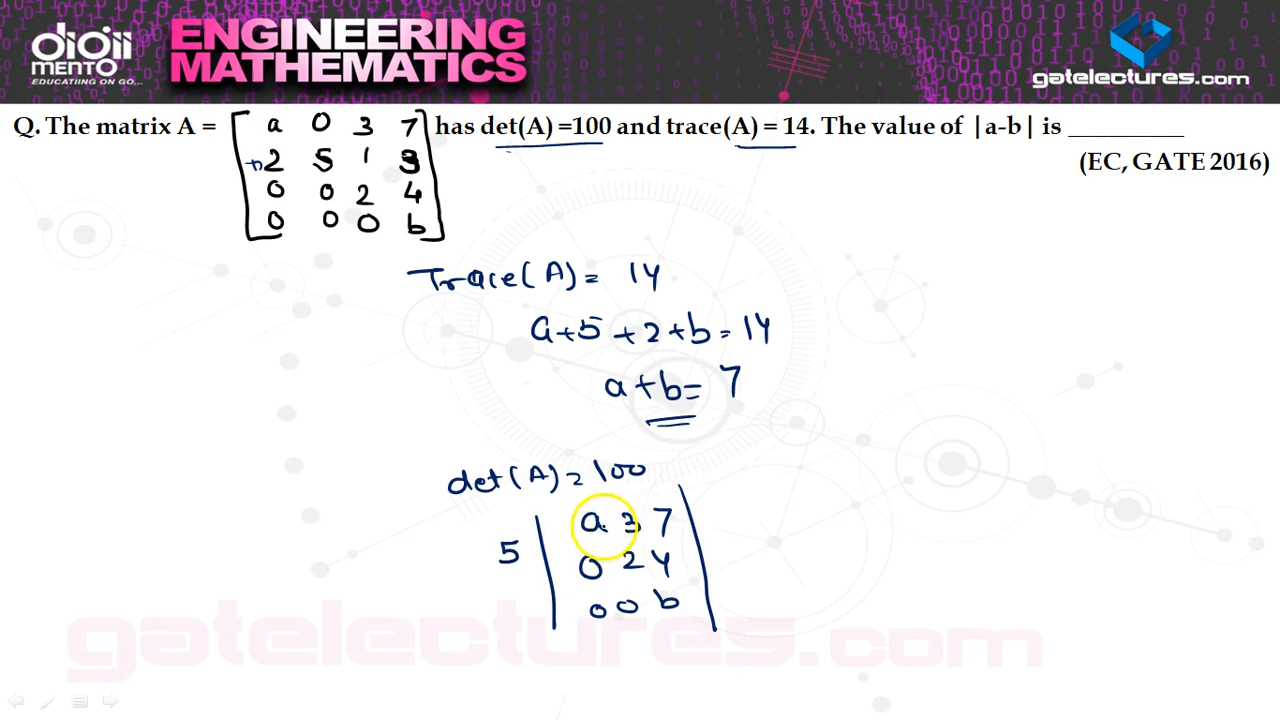 digii
MENTO
EDUCATIING ON GO...
ENGINEERING
MATHEMATICS
gatelectures.com
Q. The matrix A = has det(A) =100 and trace(A) = 14. The value of |a-b| is __________
(EC, GATE 2016)
a 0 3 7
2 5 1 3
0 0 2 4
0 0 0 b
Trace(A) = 14
a+5+2+b=14
a+b= 7
det(A)=100
5
a 3 7
0 2 4
0 0 b
gatelectures.com